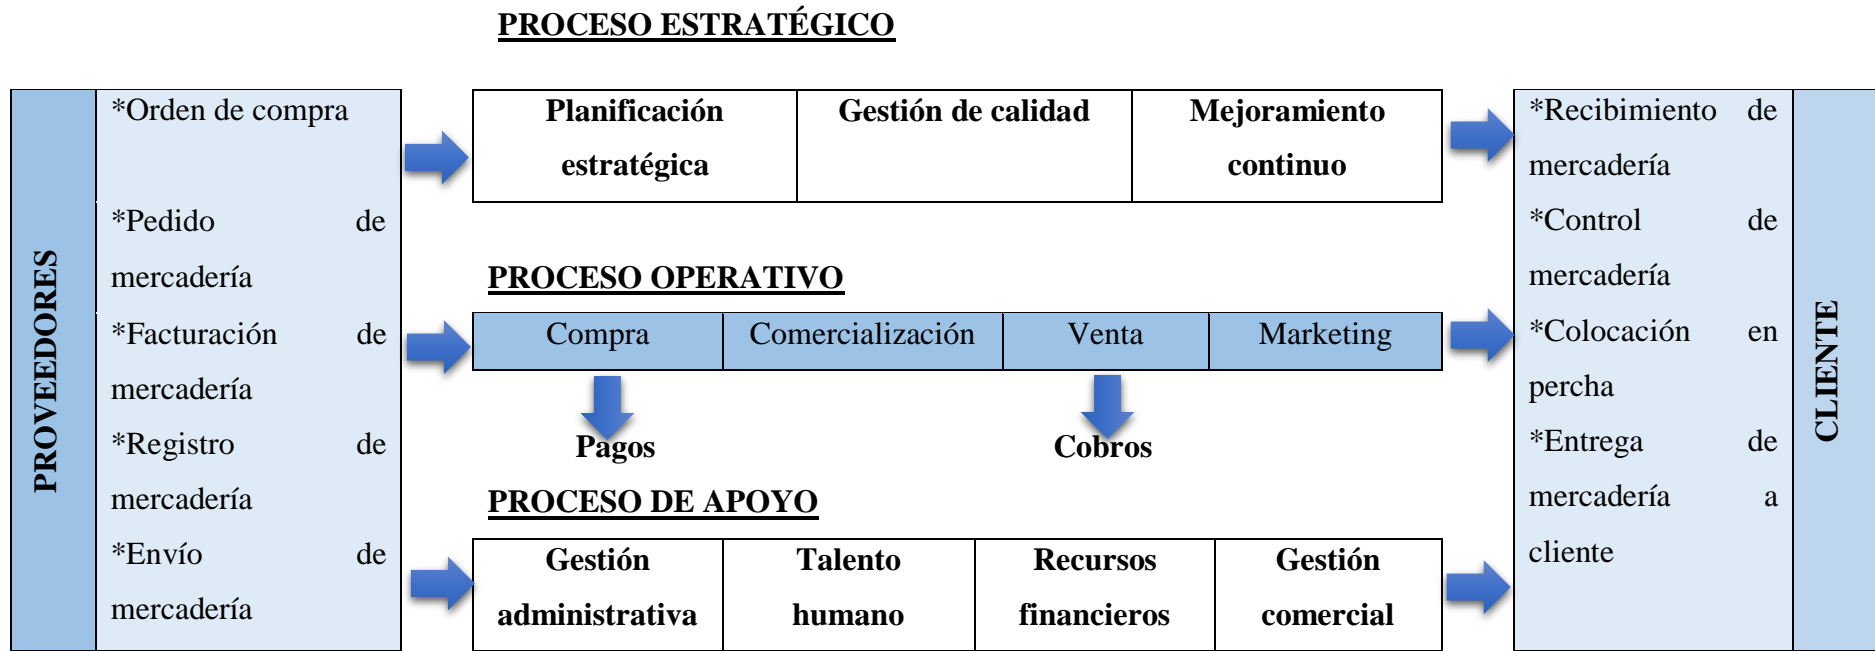 PROCESO ESTRATÉGICO
PROVEEDORES
*Orden de compra
*Pedido de
mercadería
*Facturación de
mercadería
*Registro de
mercadería
*Envío de
mercadería
Planificación
estratégica
Gestión de calidad
Mejoramiento
continuo
PROCESO OPERATIVO
Compra
Comercialización
Venta
Marketing
Pagos
Cobros
PROCESO DE APOYO
Gestión
administrativa
Talento
humano
Recursos
financieros
Gestión
comercial
*Recibimiento de
mercadería
*Control de
mercadería
*Colocación en
percha
*Entrega de
mercadería a
cliente
CLIENTE